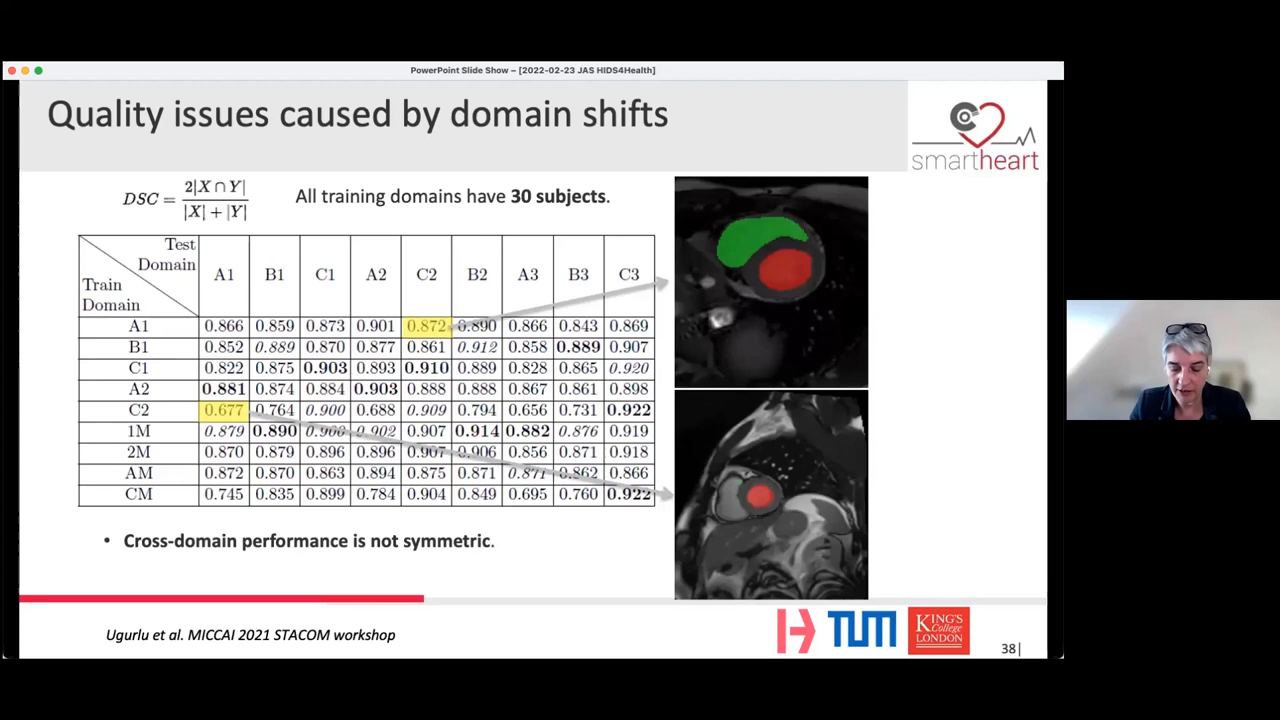 PowerPoint Slide Show – [2022-02-23 JAS HIDS4Health]
Quality issues caused by domain shifts
smartheart
DSC = 2|X ∩ Y| / |X| + |Y|
All training domains have 30 subjects.
Test Domain
Train Domain
A1 B1 C1 A2 C2 B2 A3 B3 C3
A1 0.866 0.859 0.873 0.901 0.872 0.890 0.866 0.843 0.869
B1 0.852 0.889 0.870 0.877 0.861 0.912 0.858 0.889 0.907
C1 0.822 0.875 0.903 0.893 0.910 0.889 0.828 0.865 0.920
A2 0.881 0.874 0.884 0.903 0.888 0.888 0.867 0.861 0.898
C2 0.677 0.764 0.900 0.688 0.909 0.794 0.656 0.731 0.922
1M 0.879 0.890 0.906 0.902 0.907 0.914 0.882 0.876 0.919
2M 0.870 0.879 0.896 0.896 0.907 0.906 0.856 0.871 0.918
AM 0.872 0.870 0.863 0.894 0.875 0.871 0.871 0.862 0.866
CM 0.745 0.835 0.899 0.784 0.904 0.849 0.695 0.760 0.922
• Cross-domain performance is not symmetric.
Ugurlu et al. MICCAI 2021 STACOM workshop
TUM
KING'S
College
LONDON
38|